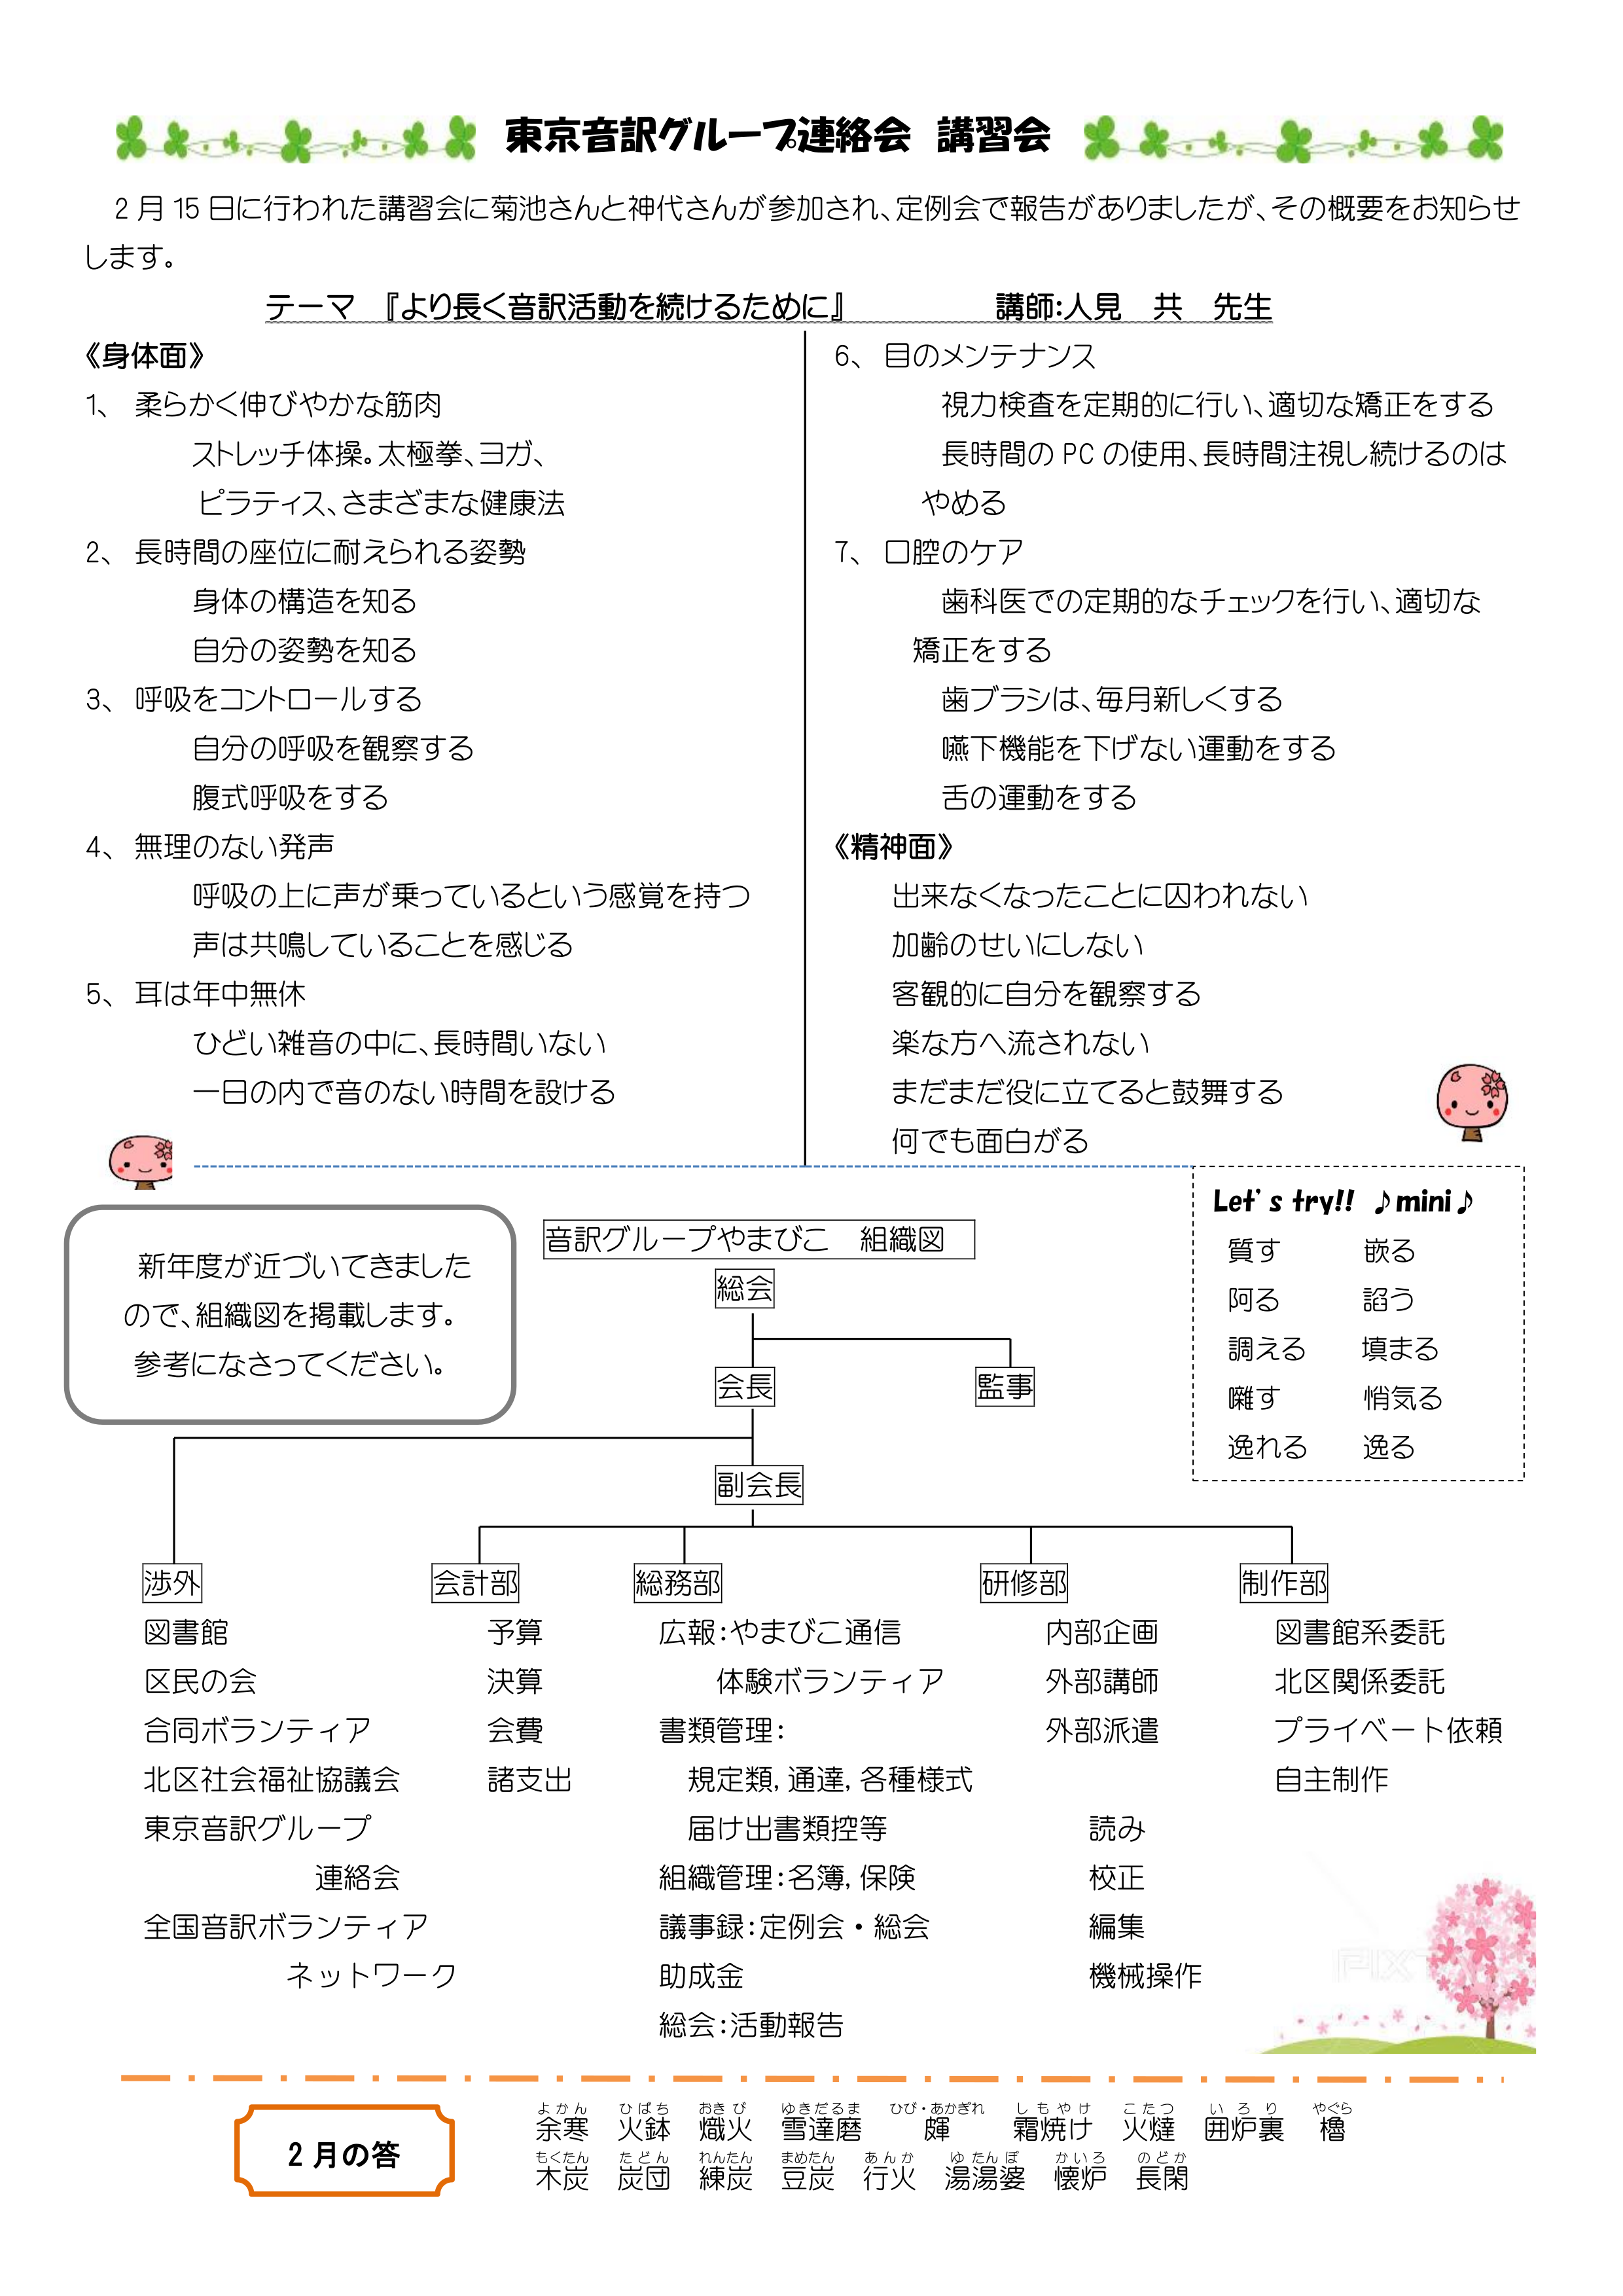 東京音訳グループ連絡会 講習会
2月15日に行われた講習会に菊池さんと神代さんが参加され、定例会で報告がありましたが、その概要をお知らせ
します。
テーマ 『より長く音訳活動を続けるために』 講師:人見 共 先生
《身体面》
1、 柔らかく伸びやかな筋肉
ストレッチ体操。太極拳、ヨガ、
ピラティス、さまざまな健康法
2、 長時間の座位に耐えられる姿勢
身体の構造を知る
自分の姿勢を知る
3、 呼吸をコントロールする
自分の呼吸を観察する
腹式呼吸をする
4、 無理のない発声
呼吸の上に声が乗っているという感覚を持つ
声は共鳴していることを感じる
5、 耳は年中無休
ひどい雑音の中に、長時間いない
一日の内で音のない時間を設ける
6、 目のメンテナンス
視力検査を定期的に行い、適切な矯正をする
長時間のPCの使用、長時間注視し続けるのは
やめる
7、 口腔のケア
歯科医での定期的なチェックを行い、適切な
矯正をする
歯ブラシは、毎月新しくする
嚥下機能を下げない運動をする
舌の運動をする
《精神面》
出来なくなったことに囚われない
加齢のせいにしない
客観的に自分を観察する
楽な方へ流されない
まだまだ役に立てると鼓舞する
何でも面白がる
新年度が近づいてきました
ので、組織図を掲載します。
参考になさってください。
音訳グループやまびこ 組織図
総会
会長 監事
副会長
Let's try!! ♪mini♪
質す 嵌る
阿る 諂う
調える 填まる
囃す 悄気る
逸れる 逸る
渉外
図書館
区民の会
合同ボランティア
北区社会福祉協議会
東京音訳グループ
連絡会
全国音訳ボランティア
ネットワーク
会計部
予算
決算
会費
諸支出
総務部
広報:やまびこ通信
体験ボランティア
書類管理:
規定類,通達,各種様式
届け出書類控等
組織管理:名簿,保険
議事録:定例会・総会
助成金
総会:活動報告
研修部
内部企画
外部講師
外部派遣
読み
校正
編集
機械操作
制作部
図書館系委託
北区関係委託
プライベート依頼
自主制作
PIXT
2月の答
よかん ひばち おきび ゆきだるま ひび・あかぎれ しもやけ こたつ いろり やぐら
余寒 火鉢 熾火 雪達磨 皹 霜焼け 火燵 囲炉裏 櫓
もくたん たどん れんたん まめたん あんか ゆたんぽ かいろ のどか
木炭 炭団 練炭 豆炭 行火 湯湯婆 懐炉 長閑